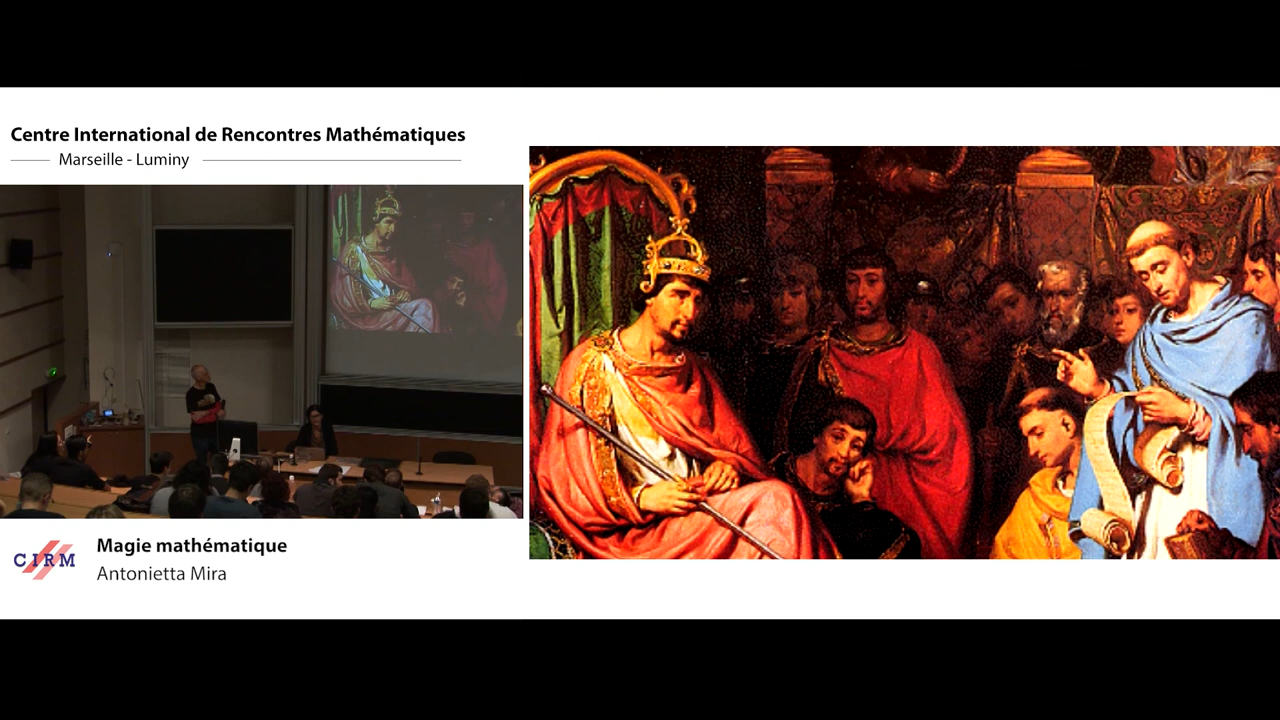 Centre International de Rencontres Mathématiques
Marseille - Luminy
CIRM
Magie mathématique
Antonietta Mira